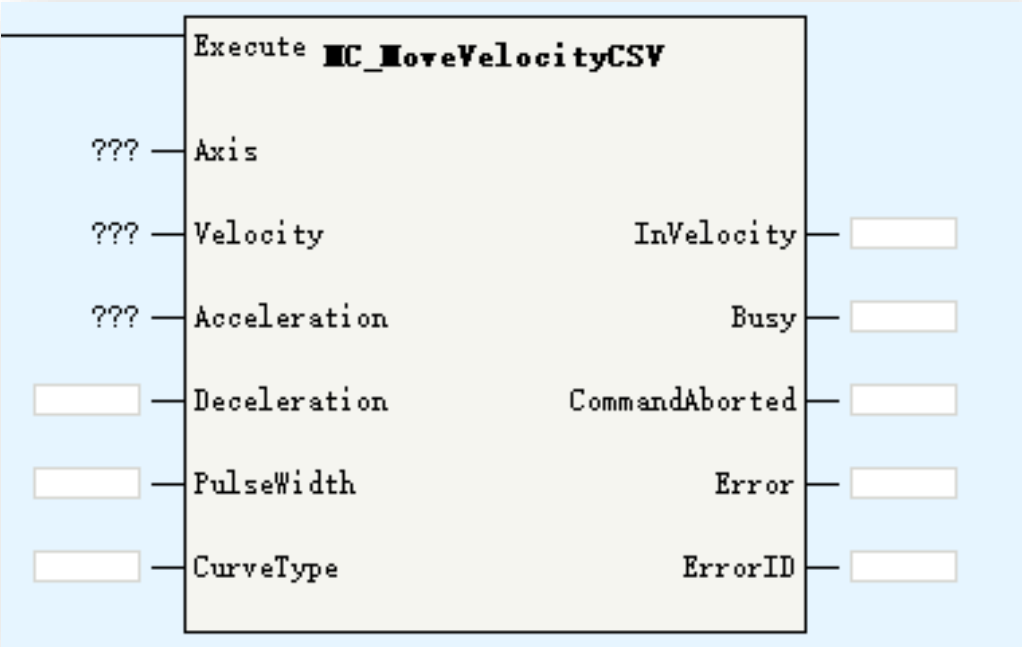 Execute MC_MoveVelocityCSV
??? Axis
??? Velocity InVelocity
??? Acceleration Busy
Deceleration CommandAborted
PulseWidth Error
CurveType ErrorID